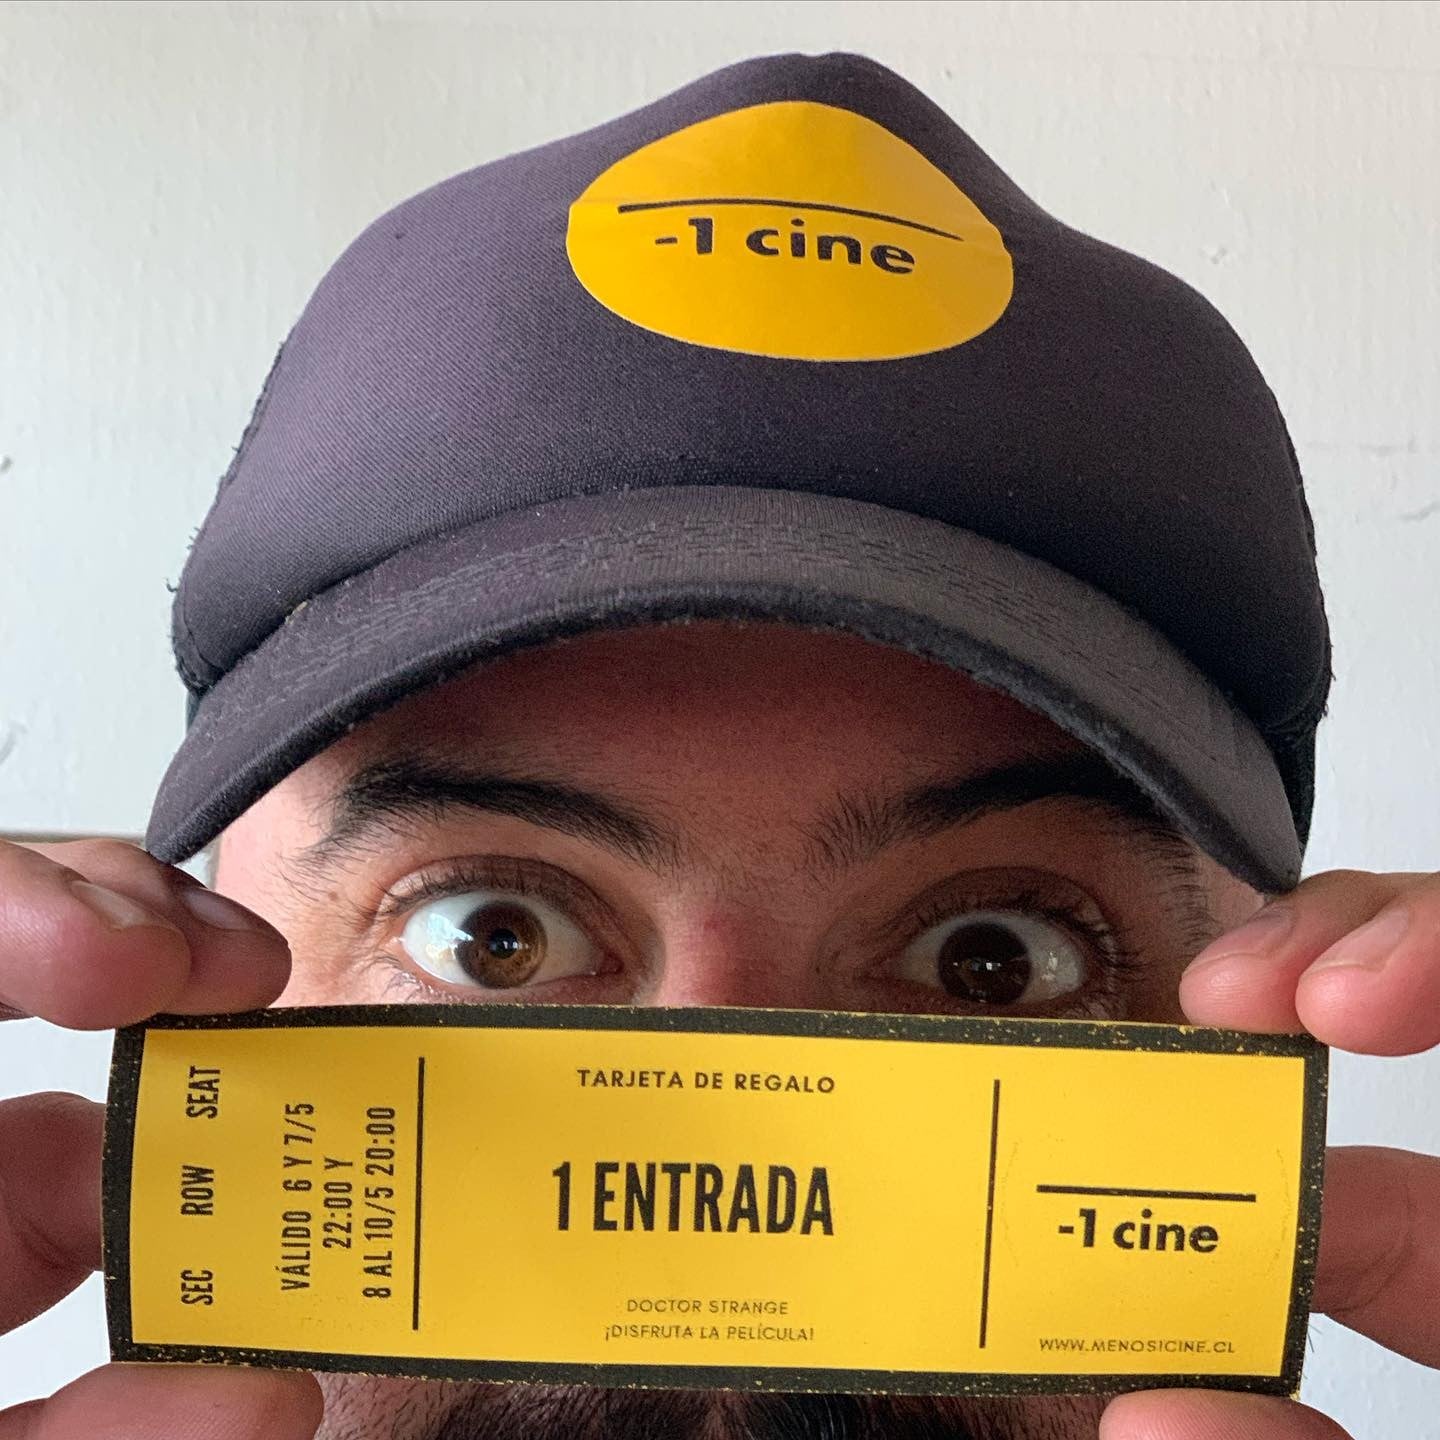 -1 cine
SEC ROW SEAT
VÁLIDO 6 Y 7/5
22:00 Y
8 AL 10/5 20:00
TARJETA DE REGALO
1 ENTRADA
DOCTOR STRANGE
¡DISFRUTA LA PELÍCULA!
-1 cine
WWW.MENOS1CINE.CL